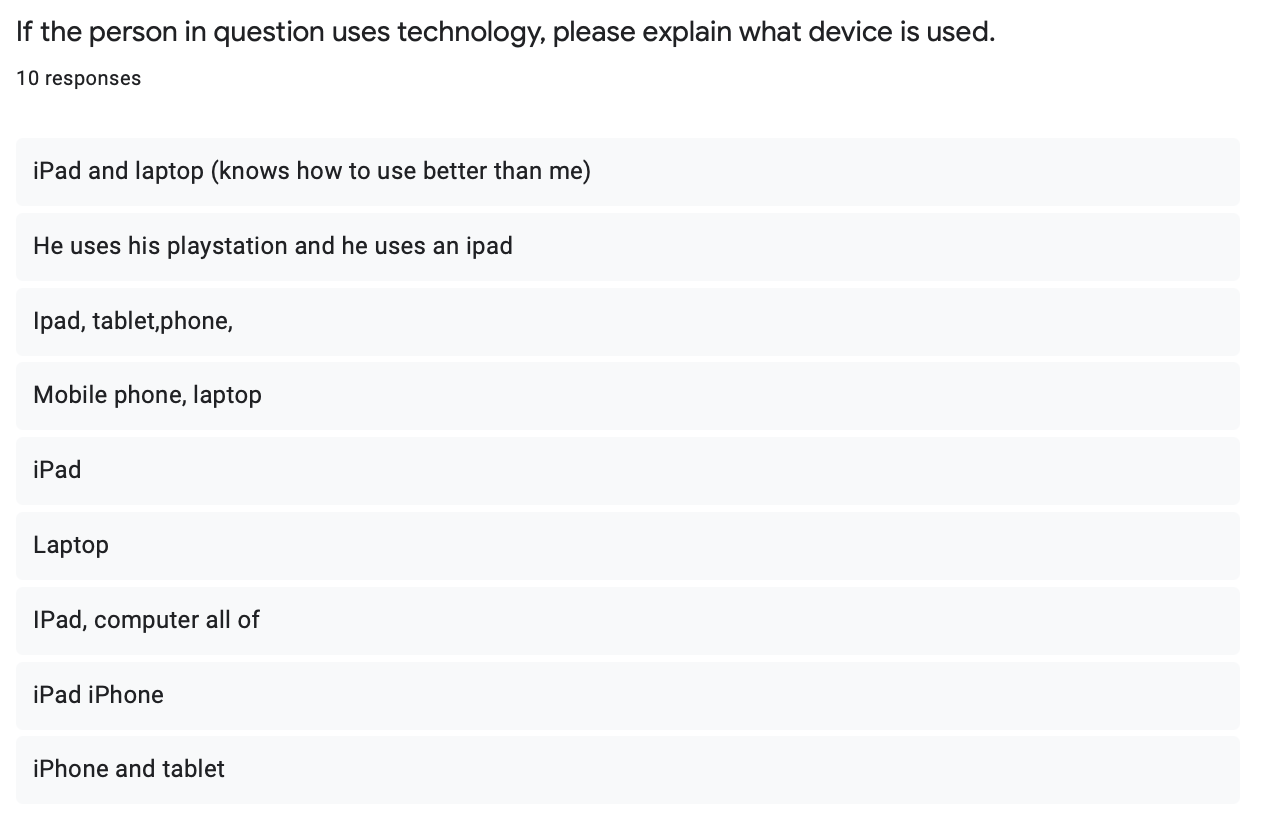 If the person in question uses technology, please explain what device is used.
10 responses
iPad and laptop (knows how to use better than me)
He uses his playstation and he uses an ipad
Ipad, tablet,phone,
Mobile phone, laptop
iPad
Laptop
IPad, computer all of
iPad iPhone
iPhone and tablet